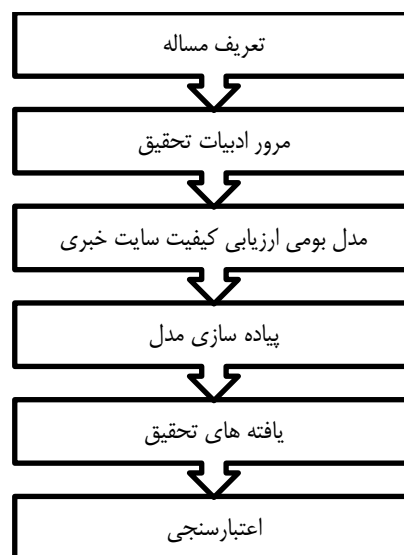 تعریف مساله
مرور ادبیات تحقیق
مدل بومی ارزیابی کیفیت سایت خبری
پیاده سازی مدل
یافته های تحقیق
اعتبارسنجی